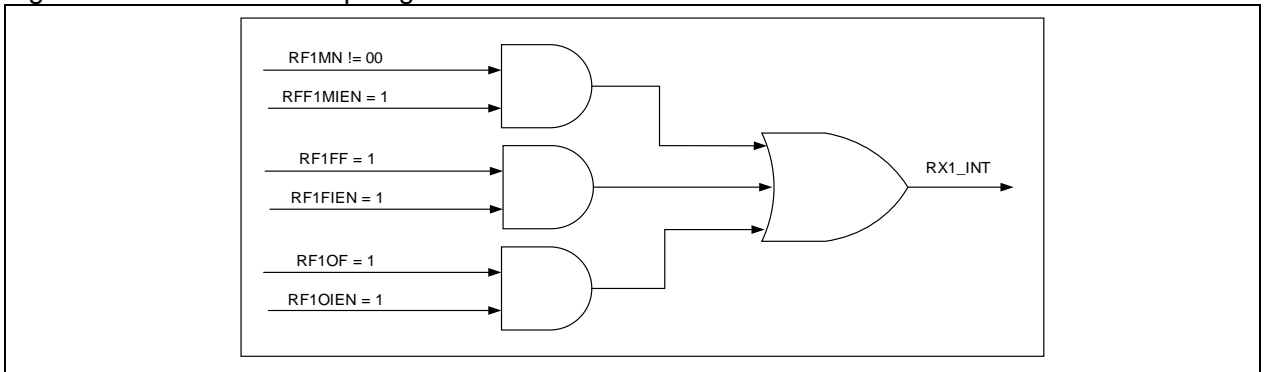 RF1MN != 00
RFF1MIEN = 1
RF1FF = 1
RF1FIEN = 1
RX1_INT
RF1OF = 1
RF1OIEN = 1